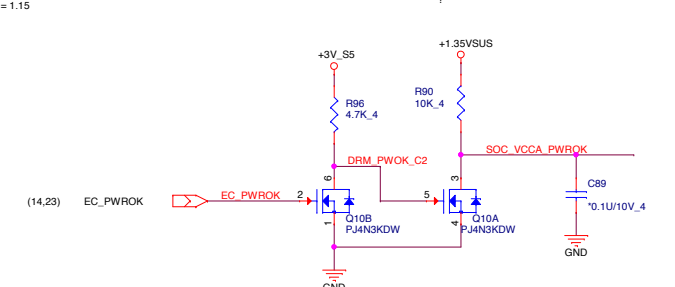 = 1.15
+3V_S5
+1.35VSUS
R96
4.7K_4
R90
10K_4
DRM_PWOK_C2
SOC_VCCA_PWROK
(14,23)
EC_PWROK
EC_PWROK
2
6
1
Q10B
PJ4N3KDW
5
3
4
Q10A
PJ4N3KDW
C89
*0.1U/10V_4
GND
GND